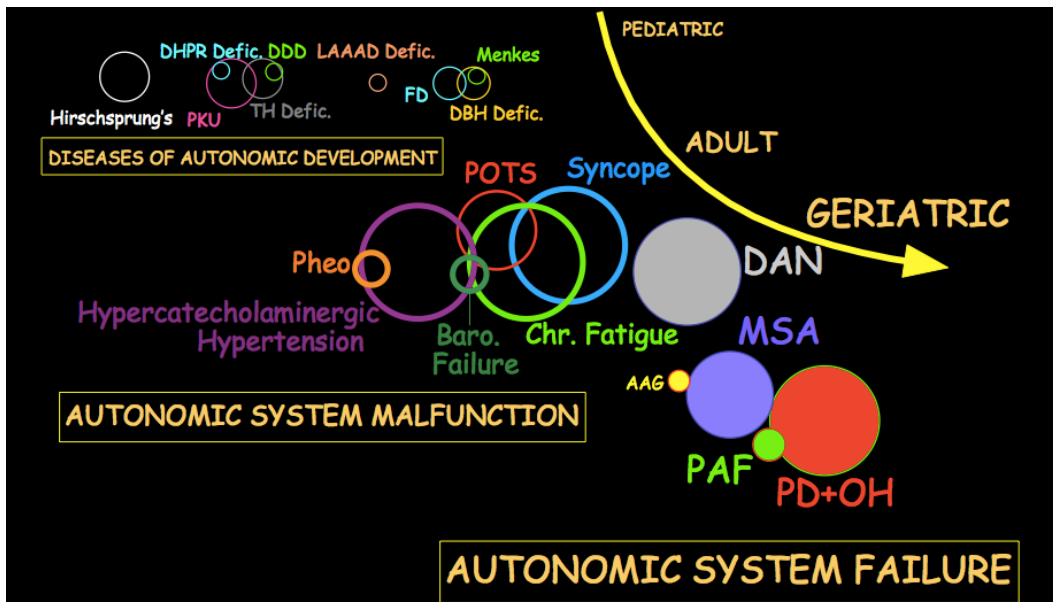 PEDIATRIC
DHPR Defic. DDD LAAAD Defic.
Menkes
FD
Hirschsprung's PKU TH Defic. DBH Defic.
ADULT
DISEASES OF AUTONOMIC DEVELOPMENT
POTS Syncope
GERIATRIC
Pheo
DAN
Hypercatecholaminergic
Hypertension
Baro.
Failure
Chr. Fatigue
MSA
AAG
AUTONOMIC SYSTEM MALFUNCTION
PAF
PD+OH
AUTONOMIC SYSTEM FAILURE